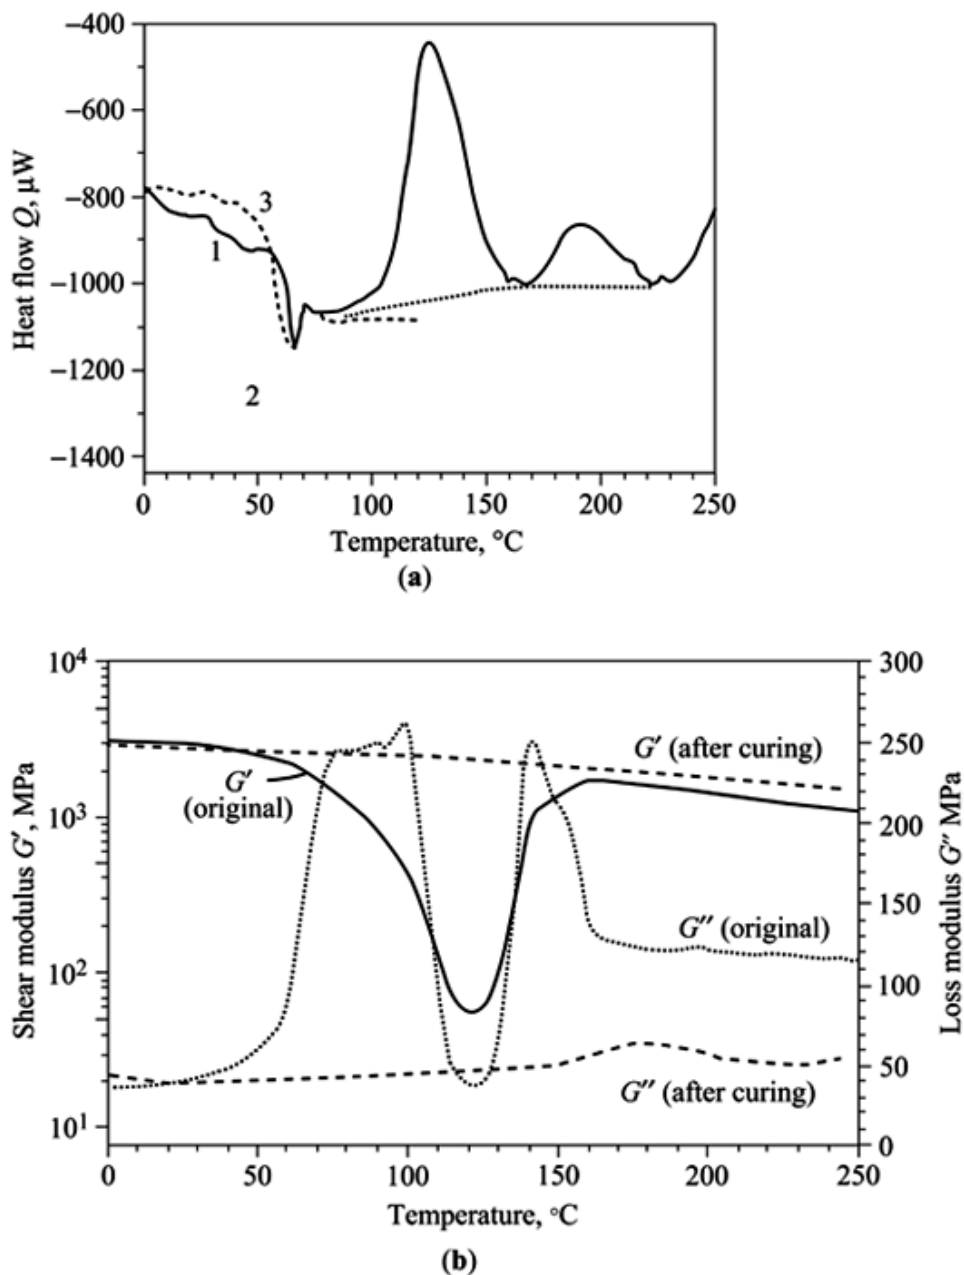 −400
−600
−800
−1000
−1200
−1400
Heat flow Q, μW
3
1
2
0
50
100
150
200
250
Temperature, °C
(a)
10⁴
10³
10²
10¹
Shear modulus G′, MPa
300
250
200
150
100
50
0
Loss modulus G″ MPa
G′ (after curing)
G′
(original)
G″ (original)
G″ (after curing)
0
50
100
150
200
250
Temperature, °C
(b)